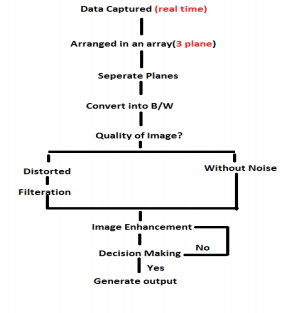 Data Captured (real time)
Arranged in an array(3 plane)
Seperate Planes
Convert into B/W
Quality of Image?
Distorted
Without Noise
Filteration
Image Enhancement
No
Decision Making
Yes
Generate output